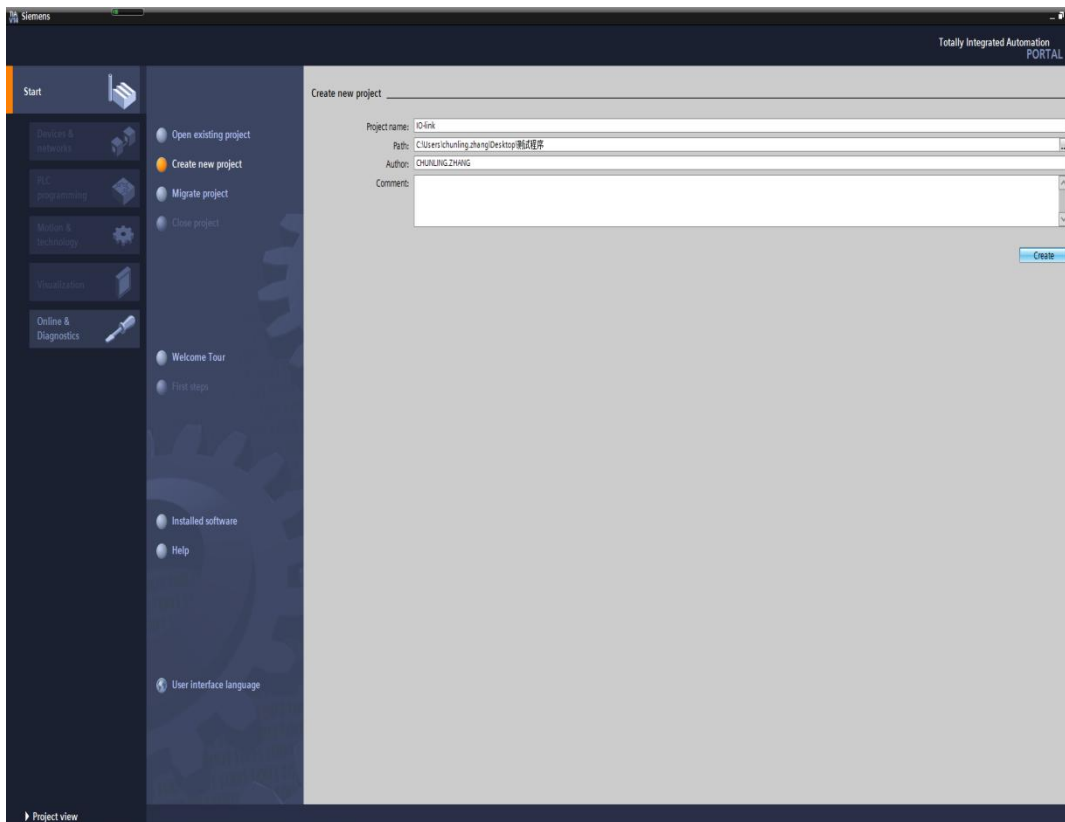 Siemens
Totally Integrated Automation
PORTAL
Start
Devices &
networks
PLC
programming
Motion &
technology
Visualization
Online &
Diagnostics
Open existing project
Create new project
Migrate project
Close project
Welcome Tour
First steps
Installed software
Help
User interface language
Create new project
Project name: IO-link
Path: C:\Users\chunling.zhang\Desktop\测试程序
...
Author: CHUNLING.ZHANG
Comment:
Create
Project view